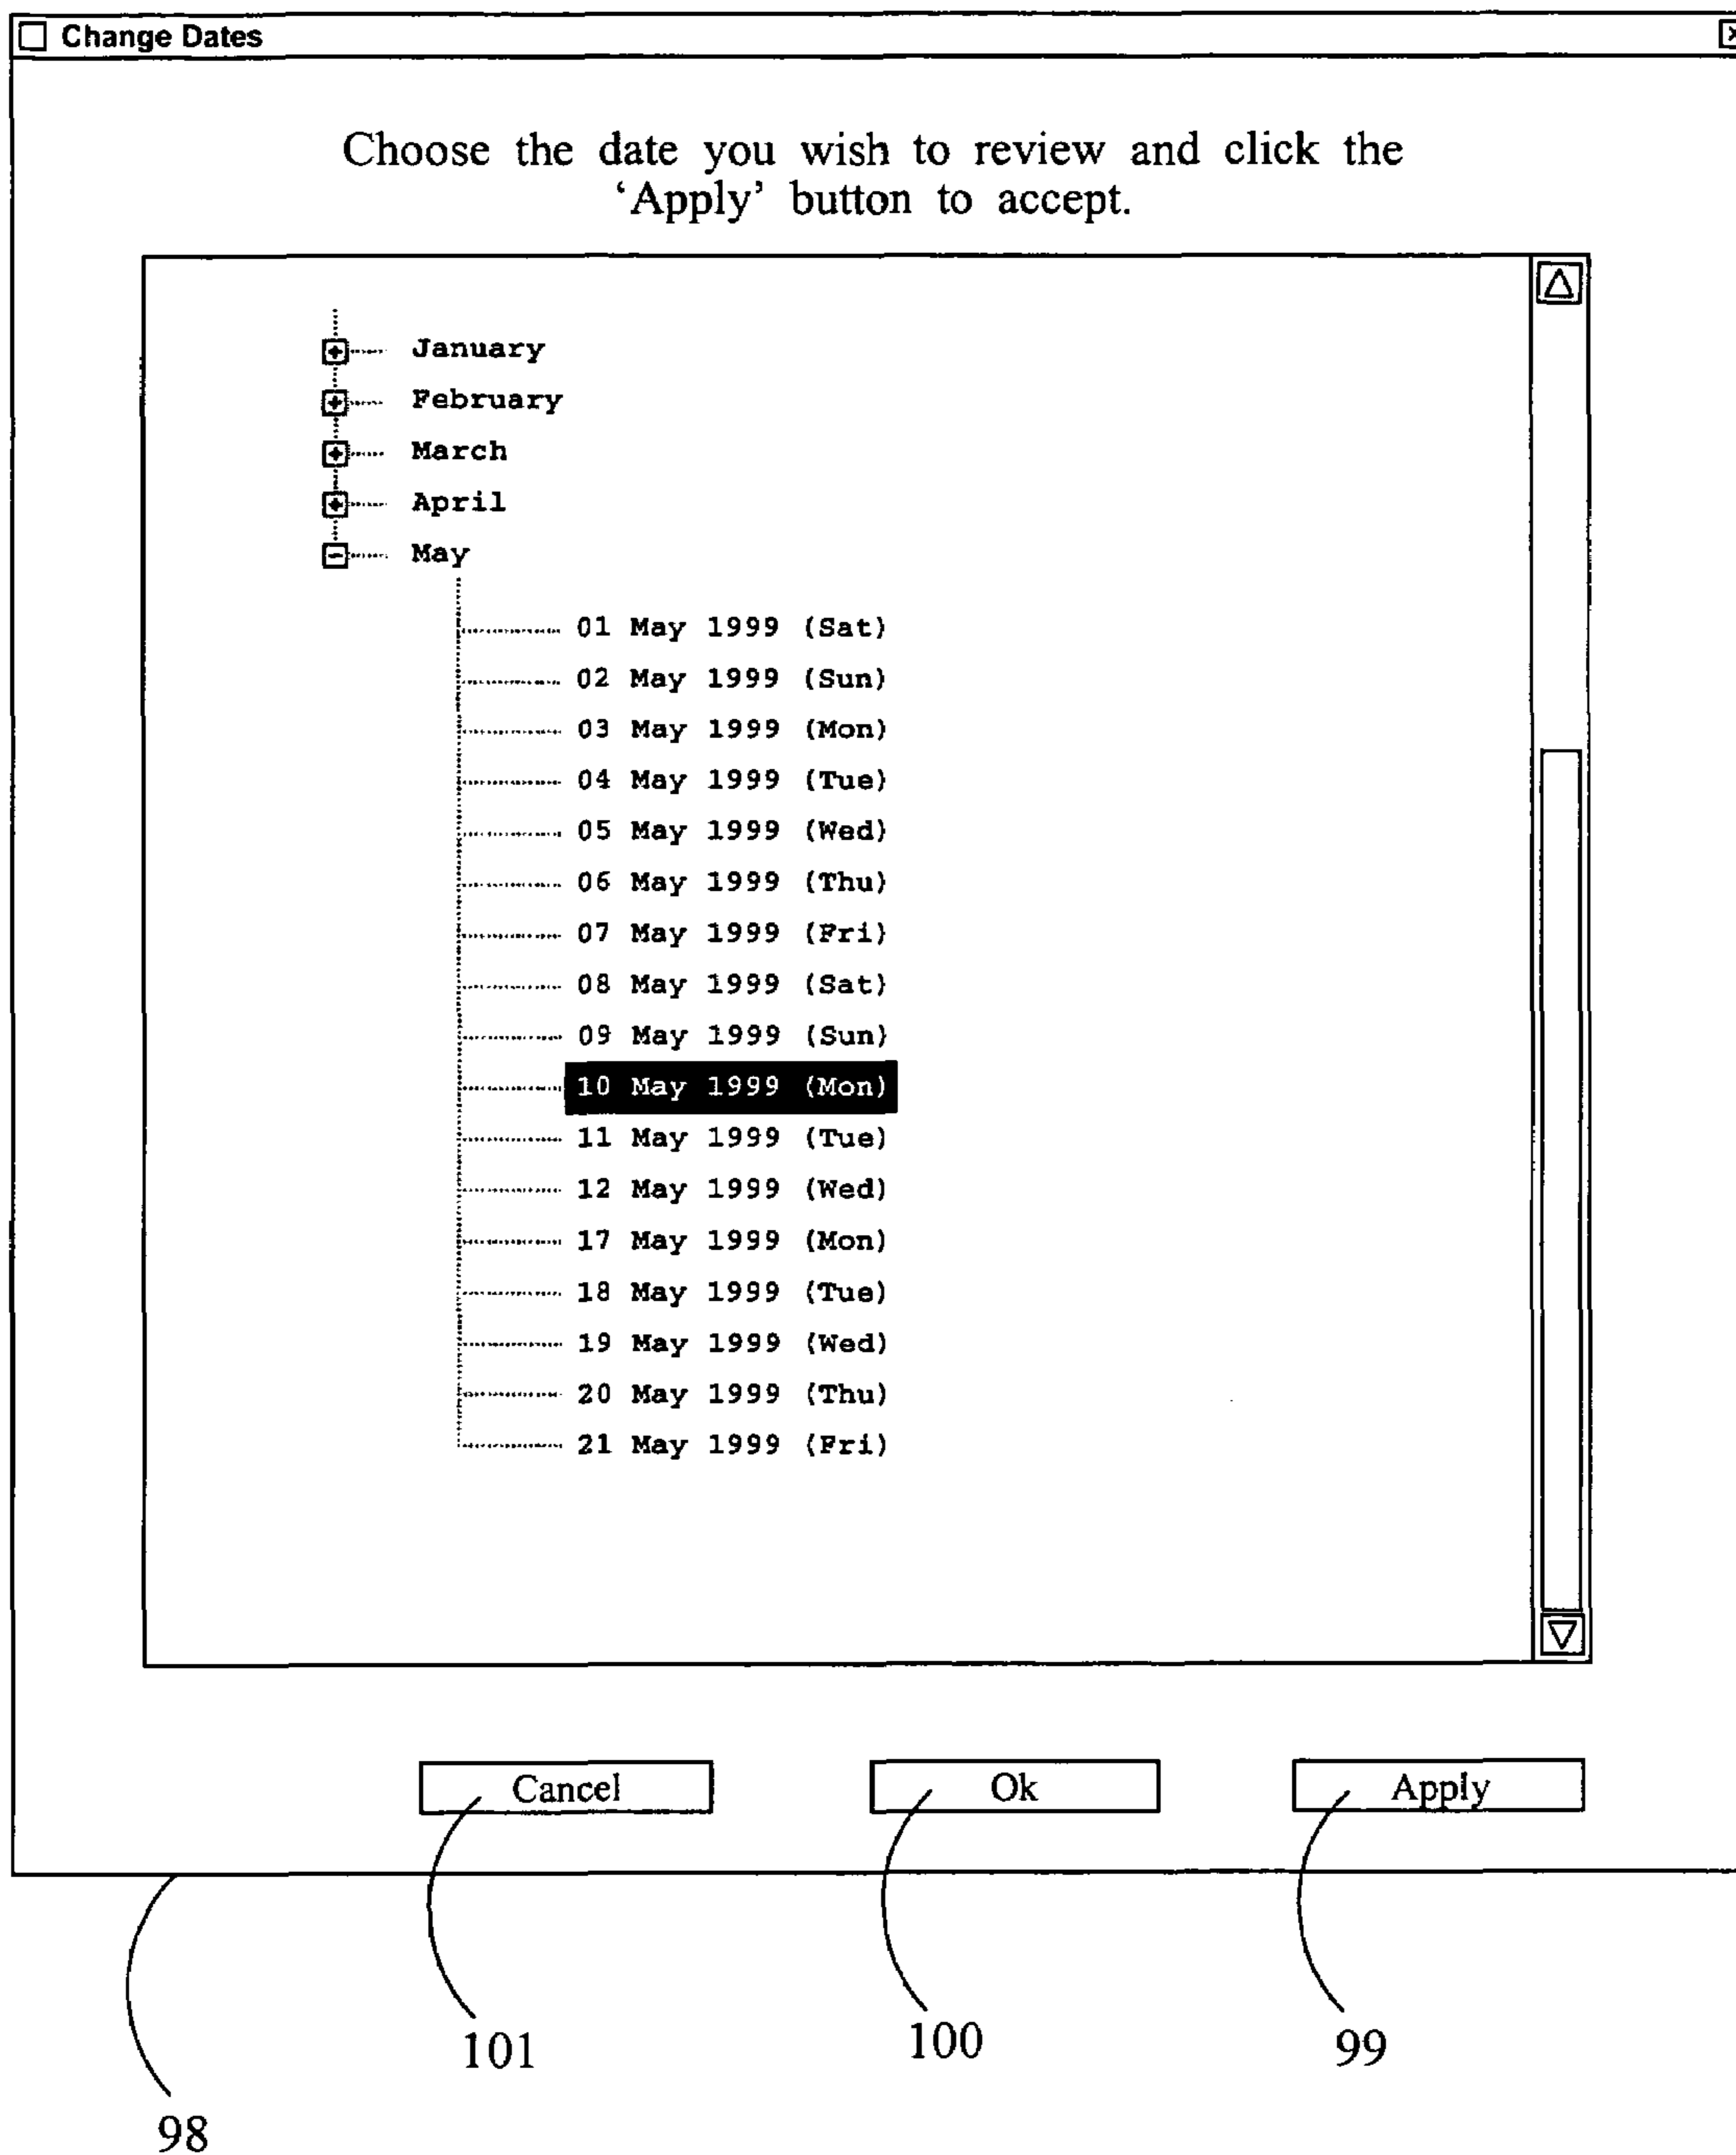 Change Dates
Choose the date you wish to review and click the
‘Apply’ button to accept.
January
February
March
April
May
01 May 1999 (Sat)
02 May 1999 (Sun)
03 May 1999 (Mon)
04 May 1999 (Tue)
05 May 1999 (Wed)
06 May 1999 (Thu)
07 May 1999 (Fri)
08 May 1999 (Sat)
09 May 1999 (Sun)
10 May 1999 (Mon)
11 May 1999 (Tue)
12 May 1999 (Wed)
17 May 1999 (Mon)
18 May 1999 (Tue)
19 May 1999 (Wed)
20 May 1999 (Thu)
21 May 1999 (Fri)
Cancel Ok Apply
101 100 99
98